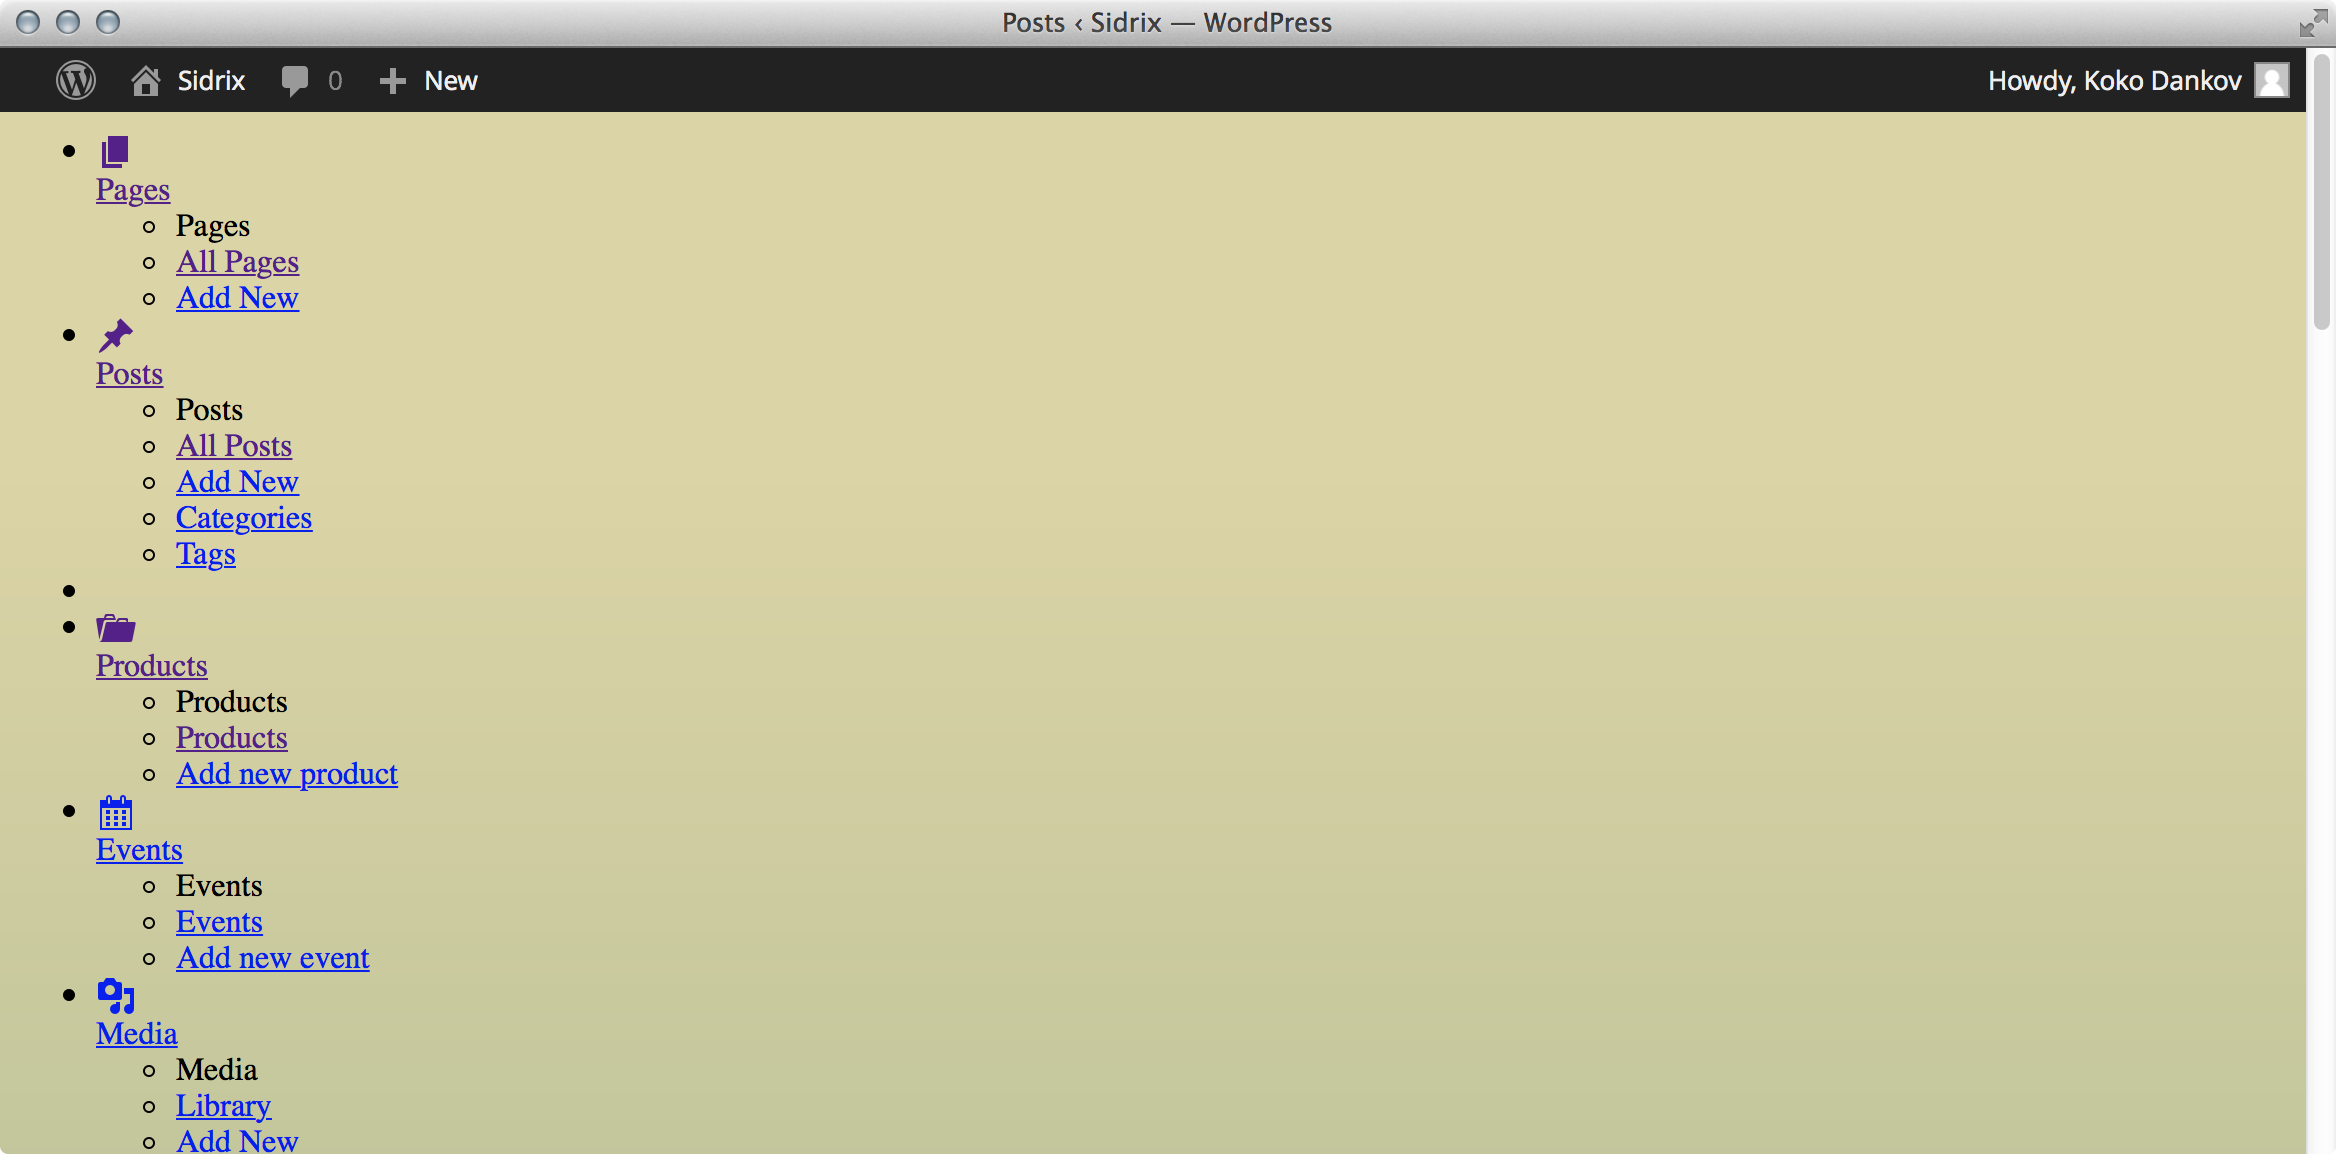 Posts ‹ Sidrix — WordPress
Sidrix 0 New Howdy, Koko Dankov
Pages
Pages
All Pages
Add New
Posts
Posts
All Posts
Add New
Categories
Tags
Products
Products
Products
Add new product
Events
Events
Events
Add new event
Media
Media
Library
Add New